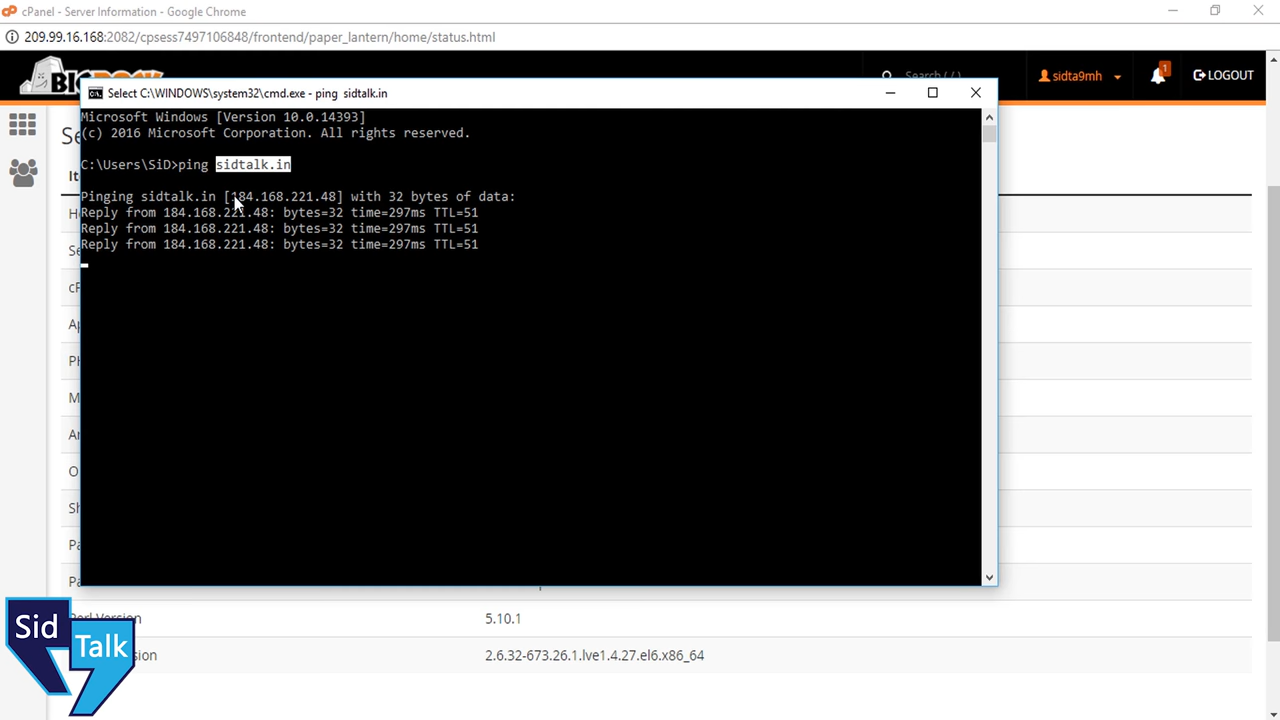 cPanel - Server Information - Google Chrome
209.99.16.168:2082/cpsess7497106848/frontend/paper_lantern/home/status.html
Search ( / )
1
sidta9mh
LOGOUT
Select C:\WINDOWS\system32\cmd.exe - ping  sidtalk.in
Microsoft Windows [Version 10.0.14393]
(c) 2016 Microsoft Corporation. All rights reserved.
C:\Users\SiD>ping sidtalk.in
Pinging sidtalk.in [184.168.221.48] with 32 bytes of data:
Reply from 184.168.221.48: bytes=32 time=297ms TTL=51
Reply from 184.168.221.48: bytes=32 time=297ms TTL=51
Reply from 184.168.221.48: bytes=32 time=297ms TTL=51
Perl Version
5.10.1
2.6.32-673.26.1.lve1.4.27.el6.x86_64
Sid
Talk